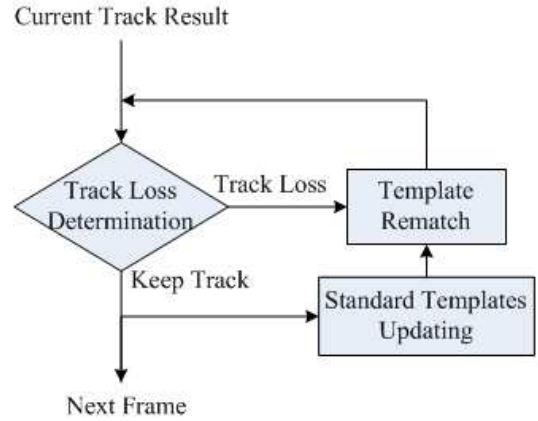 Current Track Result
Track Loss
Determination
Track Loss
Template
Rematch
Keep Track
Standard Templates
Updating
Next Frame